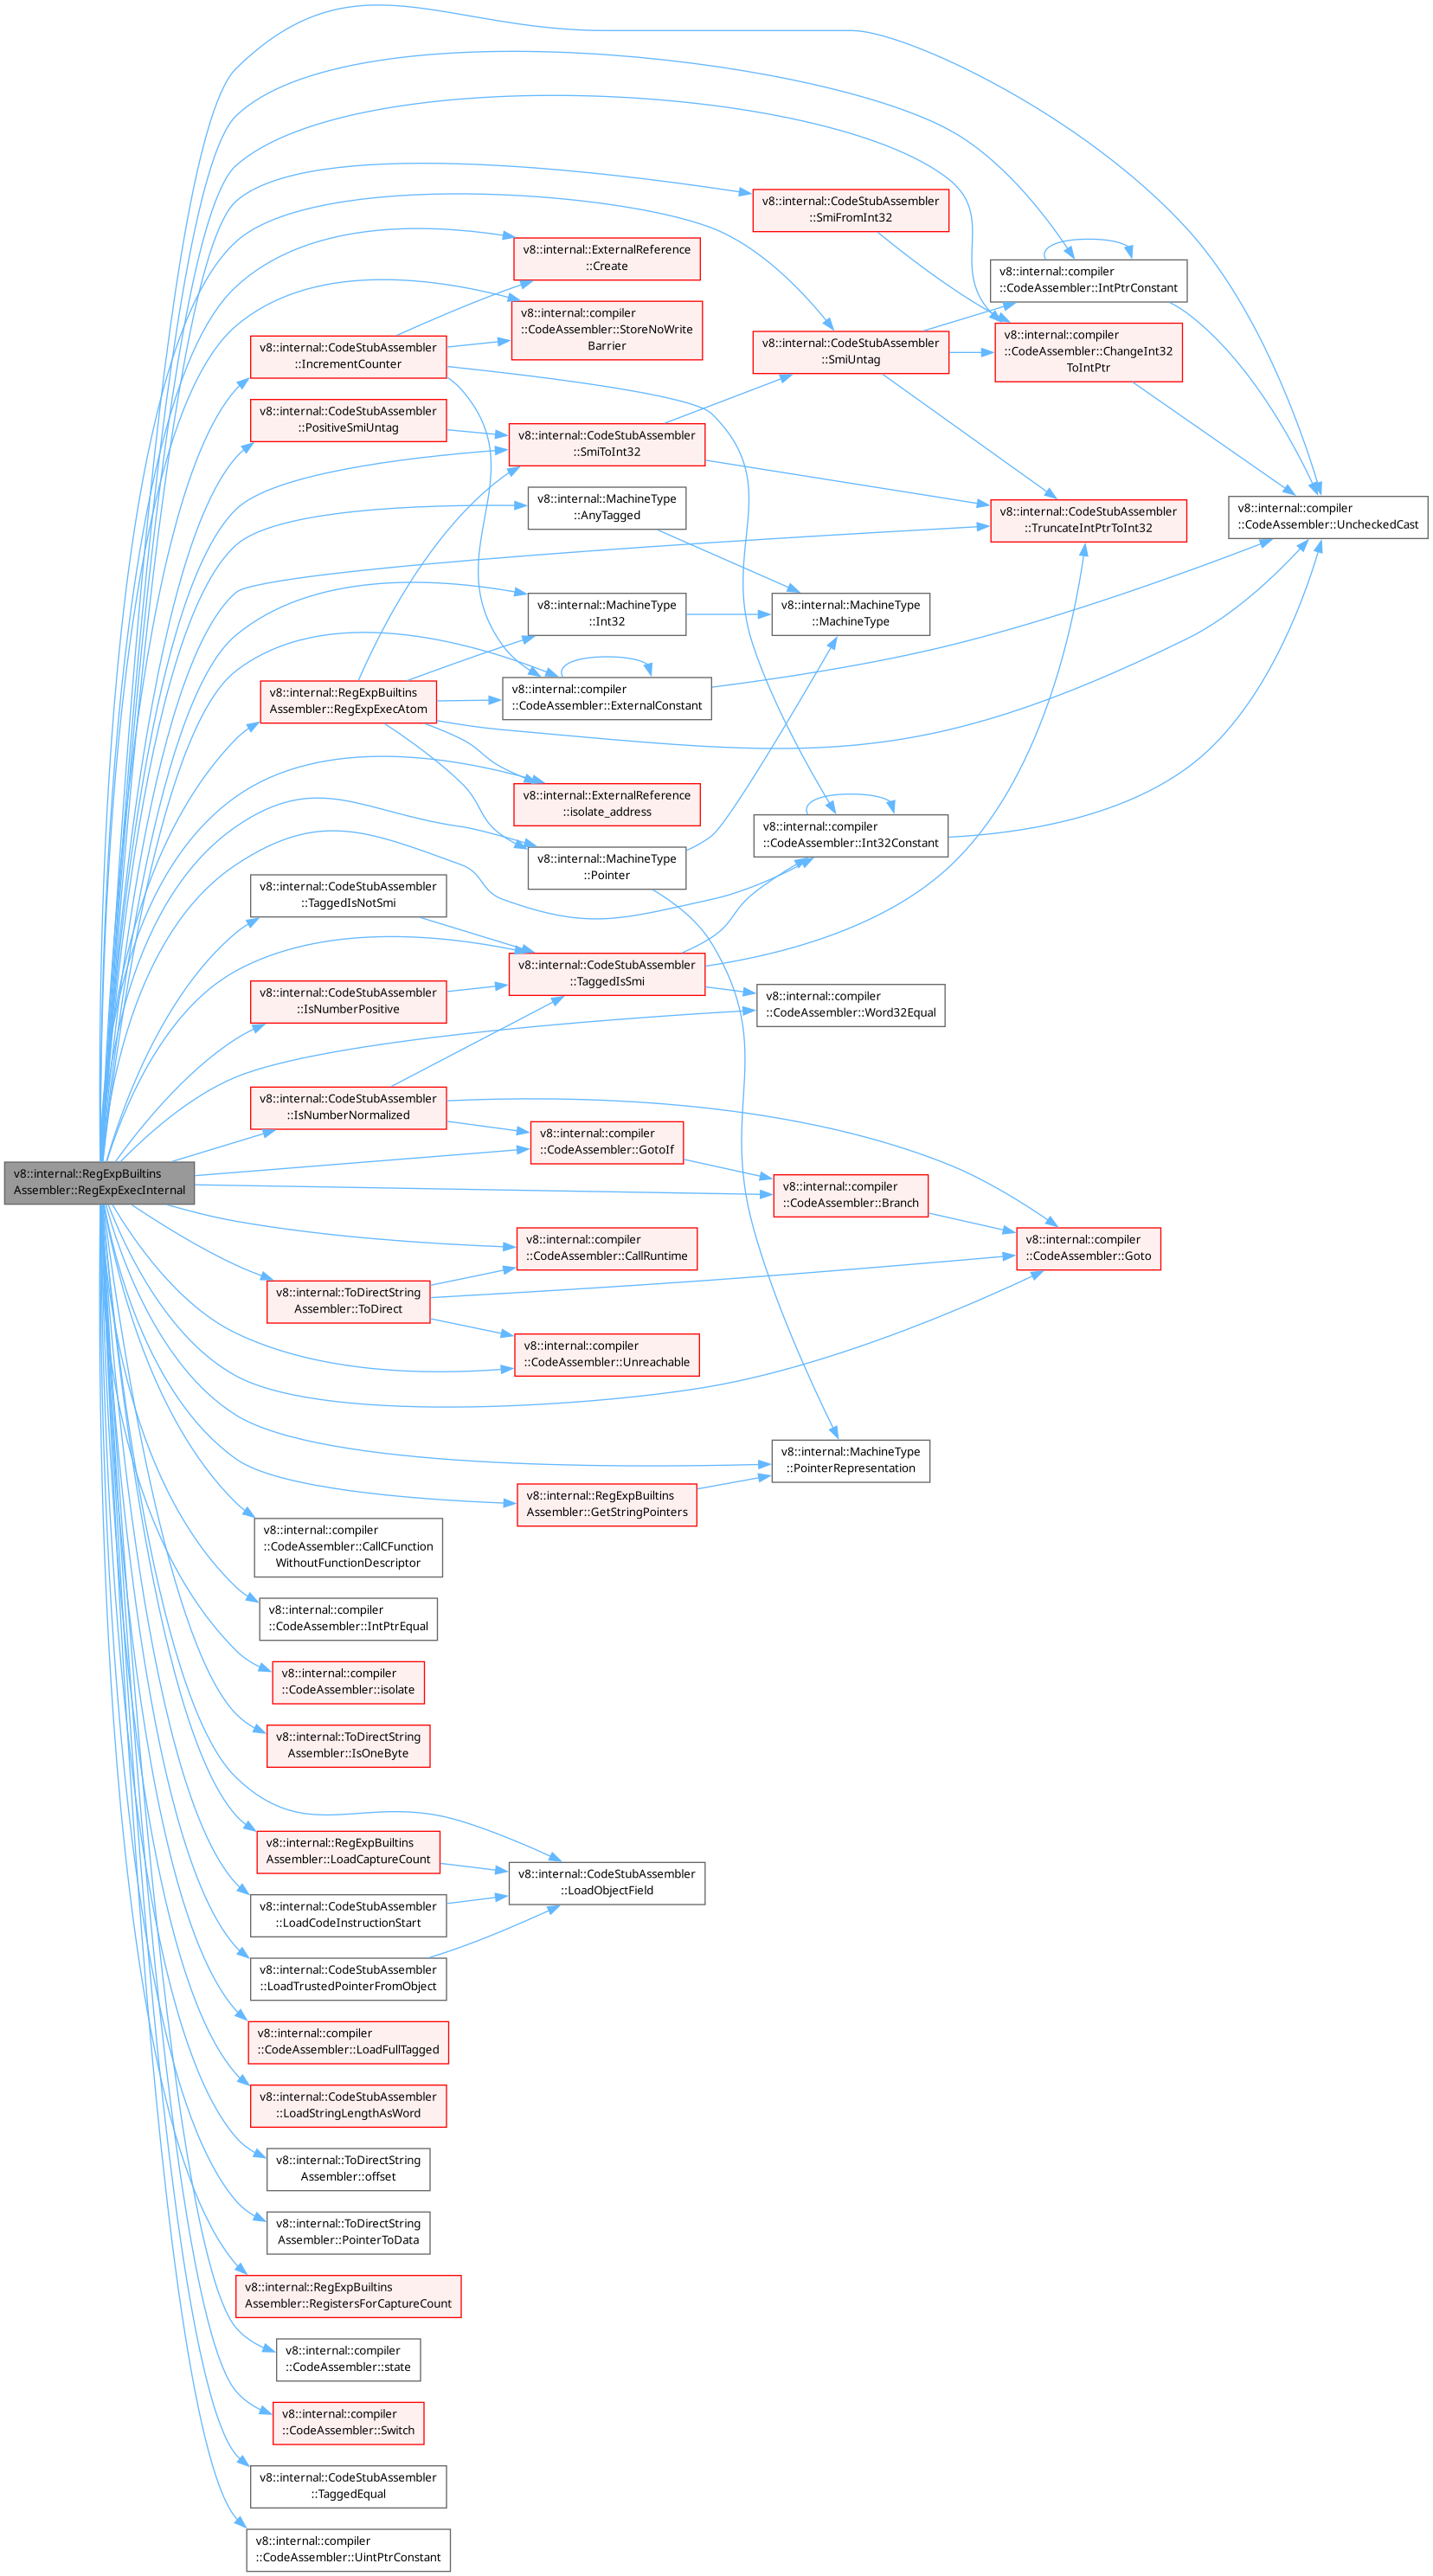 v8::internal::CodeStubAssembler
::SmiFromInt32
v8::internal::ExternalReference
::Create
v8::internal::compiler
::CodeAssembler::IntPtrConstant
v8::internal::compiler
::CodeAssembler::StoreNoWrite
Barrier
v8::internal::CodeStubAssembler
::IncrementCounter
v8::internal::CodeStubAssembler
::SmiUntag
v8::internal::compiler
::CodeAssembler::ChangeInt32
ToIntPtr
v8::internal::CodeStubAssembler
::PositiveSmiUntag
v8::internal::CodeStubAssembler
::SmiToInt32
v8::internal::MachineType
::AnyTagged
v8::internal::CodeStubAssembler
::TruncateIntPtrToInt32
v8::internal::compiler
::CodeAssembler::UncheckedCast
v8::internal::MachineType
::Int32
v8::internal::MachineType
::MachineType
v8::internal::RegExpBuiltins
Assembler::RegExpExecAtom
v8::internal::compiler
::CodeAssembler::ExternalConstant
v8::internal::ExternalReference
::isolate_address
v8::internal::compiler
::CodeAssembler::Int32Constant
v8::internal::MachineType
::Pointer
v8::internal::CodeStubAssembler
::TaggedIsNotSmi
v8::internal::CodeStubAssembler
::TaggedIsSmi
v8::internal::CodeStubAssembler
::IsNumberPositive
v8::internal::compiler
::CodeAssembler::Word32Equal
v8::internal::CodeStubAssembler
::IsNumberNormalized
v8::internal::compiler
::CodeAssembler::GotoIf
v8::internal::RegExpBuiltins
Assembler::RegExpExecInternal
v8::internal::compiler
::CodeAssembler::Branch
v8::internal::compiler
::CodeAssembler::CallRuntime
v8::internal::compiler
::CodeAssembler::Goto
v8::internal::ToDirectString
Assembler::ToDirect
v8::internal::compiler
::CodeAssembler::Unreachable
v8::internal::MachineType
::PointerRepresentation
v8::internal::RegExpBuiltins
Assembler::GetStringPointers
v8::internal::compiler
::CodeAssembler::CallCFunction
WithoutFunctionDescriptor
v8::internal::compiler
::CodeAssembler::IntPtrEqual
v8::internal::compiler
::CodeAssembler::isolate
v8::internal::ToDirectString
Assembler::IsOneByte
v8::internal::RegExpBuiltins
Assembler::LoadCaptureCount
v8::internal::CodeStubAssembler
::LoadObjectField
v8::internal::CodeStubAssembler
::LoadCodeInstructionStart
v8::internal::CodeStubAssembler
::LoadTrustedPointerFromObject
v8::internal::compiler
::CodeAssembler::LoadFullTagged
v8::internal::CodeStubAssembler
::LoadStringLengthAsWord
v8::internal::ToDirectString
Assembler::offset
v8::internal::ToDirectString
Assembler::PointerToData
v8::internal::RegExpBuiltins
Assembler::RegistersForCaptureCount
v8::internal::compiler
::CodeAssembler::state
v8::internal::compiler
::CodeAssembler::Switch
v8::internal::CodeStubAssembler
::TaggedEqual
v8::internal::compiler
::CodeAssembler::UintPtrConstant